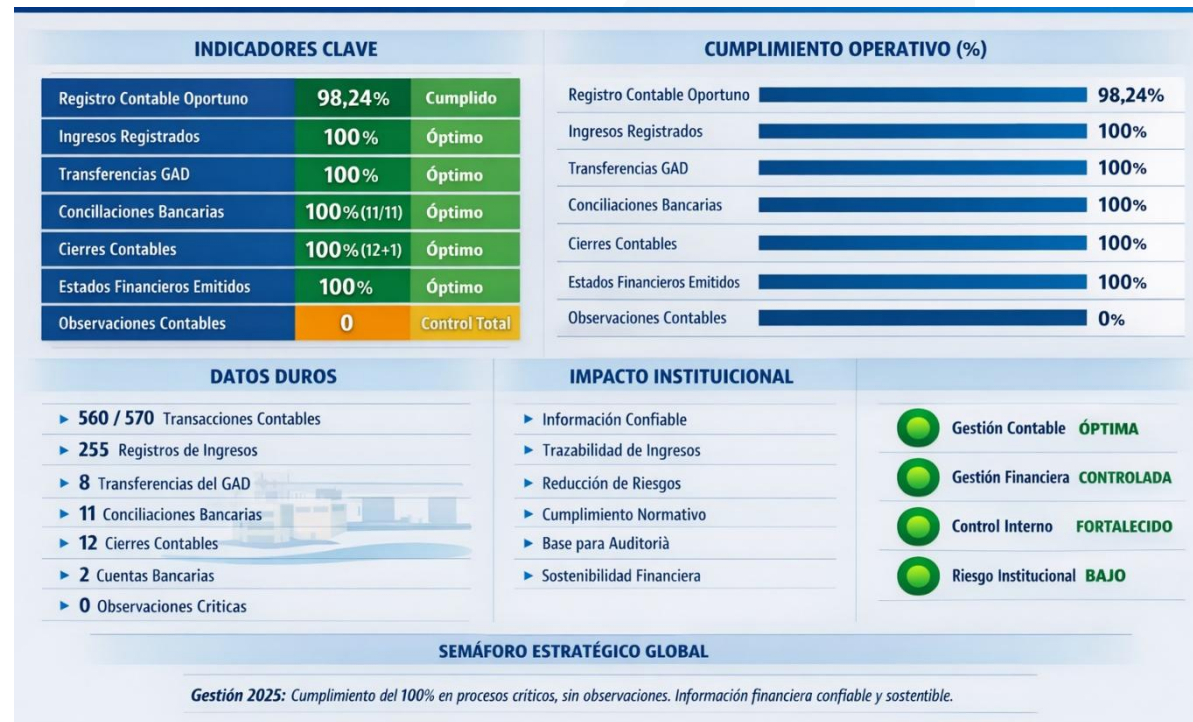 INDICADORES CLAVE
Registro Contable Oportuno 98,24% Cumplido
Ingresos Registrados 100% Óptimo
Transferencias GAD 100% Óptimo
Concillaciones Bancarias 100%(11/11) Óptimo
Cierres Contables 100%(12+1) Óptimo
Estados Financieros Emitidos 100% Óptimo
Observaciones Contables 0 Control Total
CUMPLIMIENTO OPERATIVO (%)
Registro Contable Oportuno 98,24%
Ingresos Registrados 100%
Transferencias GAD 100%
Conciliaciones Bancarias 100%
Cierres Contables 100%
Estados Financieros Emitidos 100%
Observaciones Contables 0%
DATOS DUROS
► 560 / 570 Transacciones Contables
► 255 Registros de Ingresos
► 8 Transferencias del GAD
► 11 Conciliaciones Bancarias
► 12 Cierres Contables
► 2 Cuentas Bancarias
► 0 Observaciones Criticas
IMPACTO INSTITUICIONAL
► Información Confiable
► Trazabilidad de Ingresos
► Reducción de Riesgos
► Cumplimiento Normativo
► Base para Auditorià
► Sostenibilidad Financiera
Gestión Contable ÓPTIMA
Gestión Financiera CONTROLADA
Control Interno FORTALECIDO
Riesgo Institucional BAJO
SEMÁFORO ESTRATÉGICO GLOBAL
Gestión 2025: Cumplimiento del 100% en procesos críticos, sin observaciones. Información financiera confiable y sostentible.